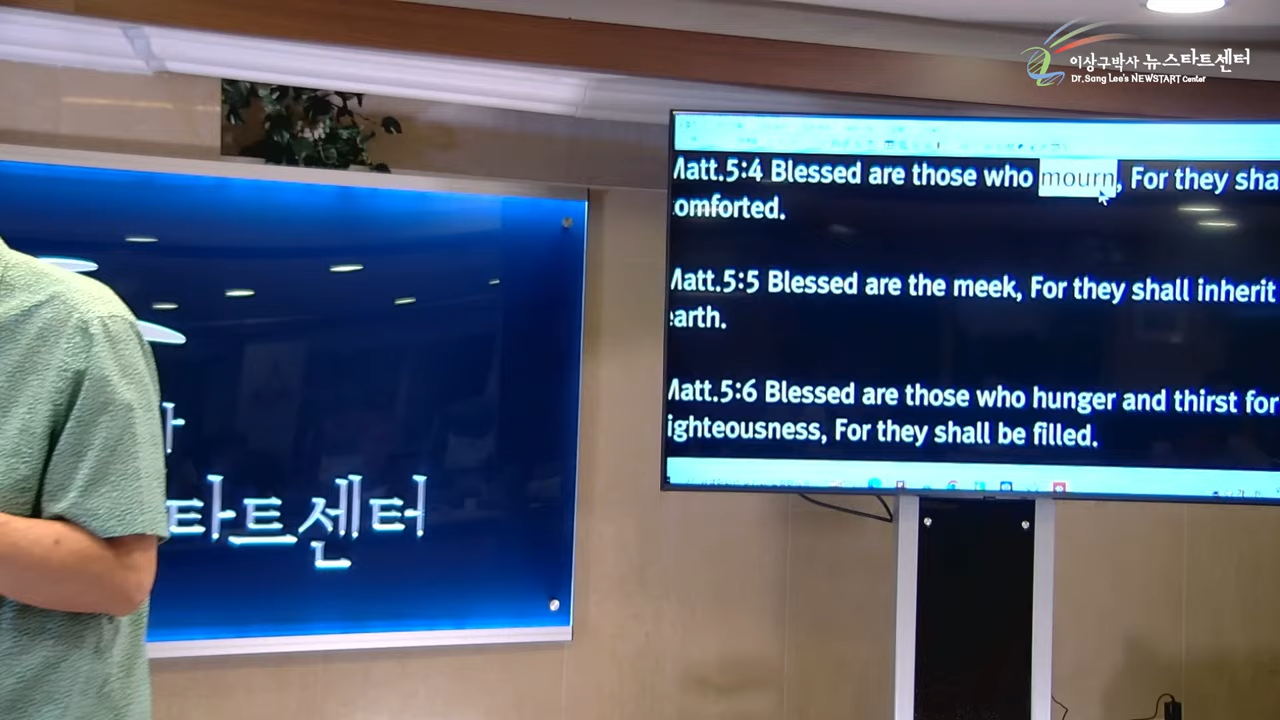 이상구박사 뉴스타트센터
Dr. Sang Lee's NEWSTART Center
Matt.5:4 Blessed are those who mourn, For they sha
omforted.
Matt.5:5 Blessed are the meek, For they shall inherit
earth.
Matt.5:6 Blessed are those who hunger and thirst for
ighteousness, For they shall be filled.
타트센터